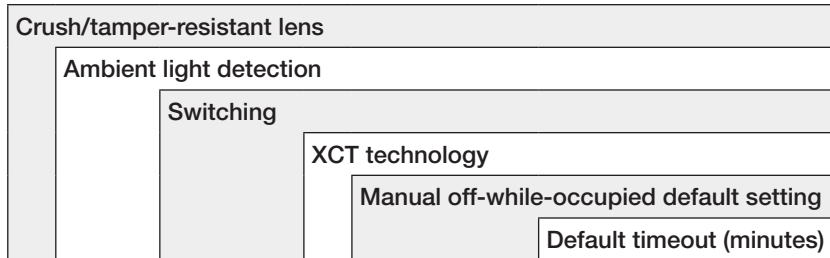 Crush/tamper-resistant lens
Ambient light detection
Switching
XCT technology
Manual off-while-occupied default setting
Default timeout (minutes)